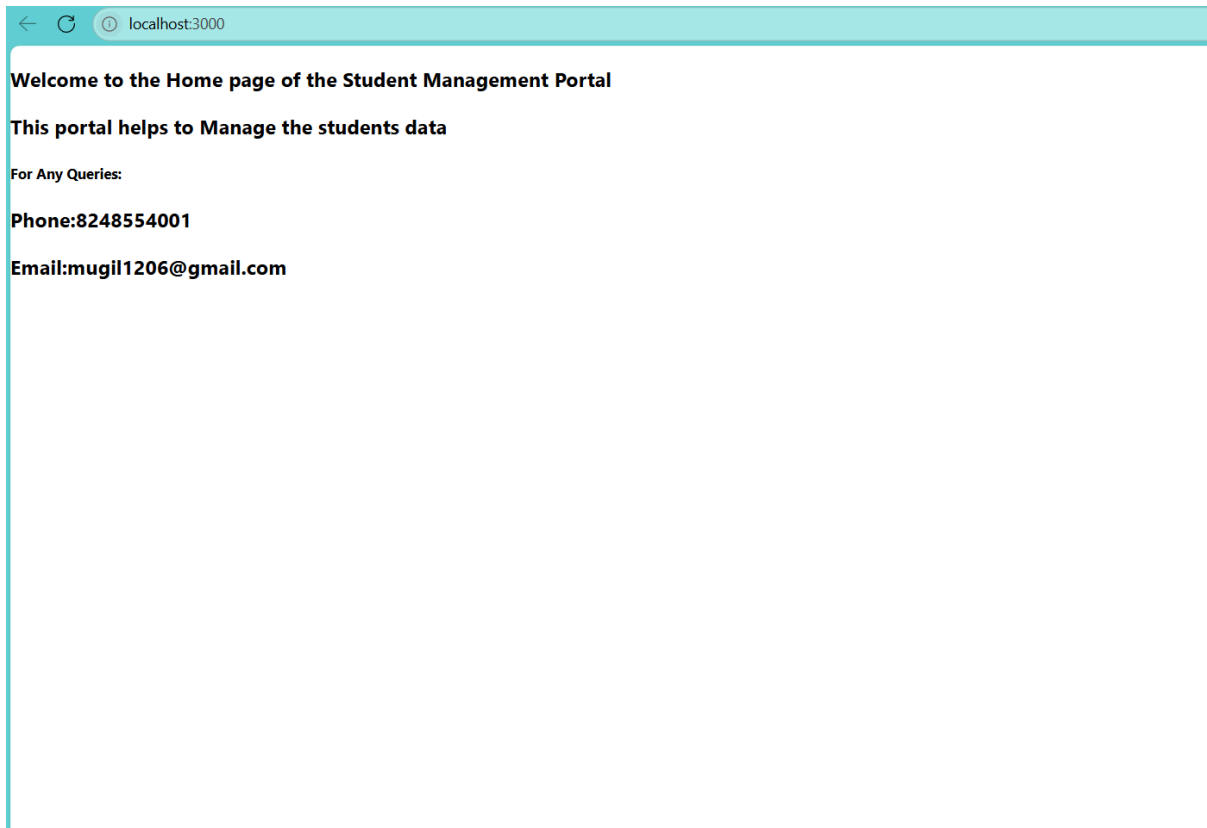 localhost:3000
Welcome to the Home page of the Student Management Portal
This portal helps to Manage the students data
For Any Queries:
Phone:8248554001
Email:mugil1206@gmail.com